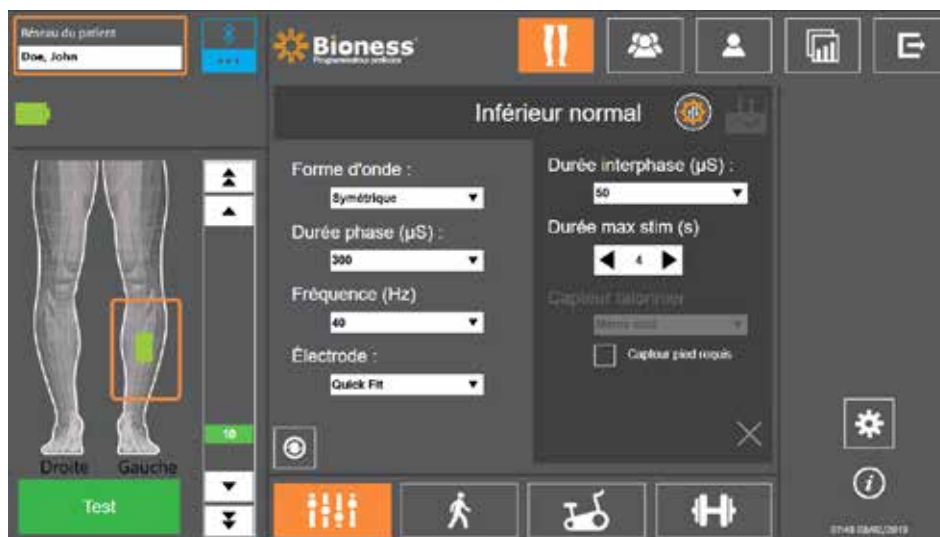 Réseau du patient
Doe, John
Bioness
Inférieur normal
Forme d'onde :
Symétrique
Durée phase (µS) :
300
Fréquence (Hz)
40
Électrode :
Quick Fit
Durée interphase (µS) :
50
Durée max stim (s)
4
Capteur talonnier
Même côté
Capteur pied requis
10
Droite
Gauche
Test